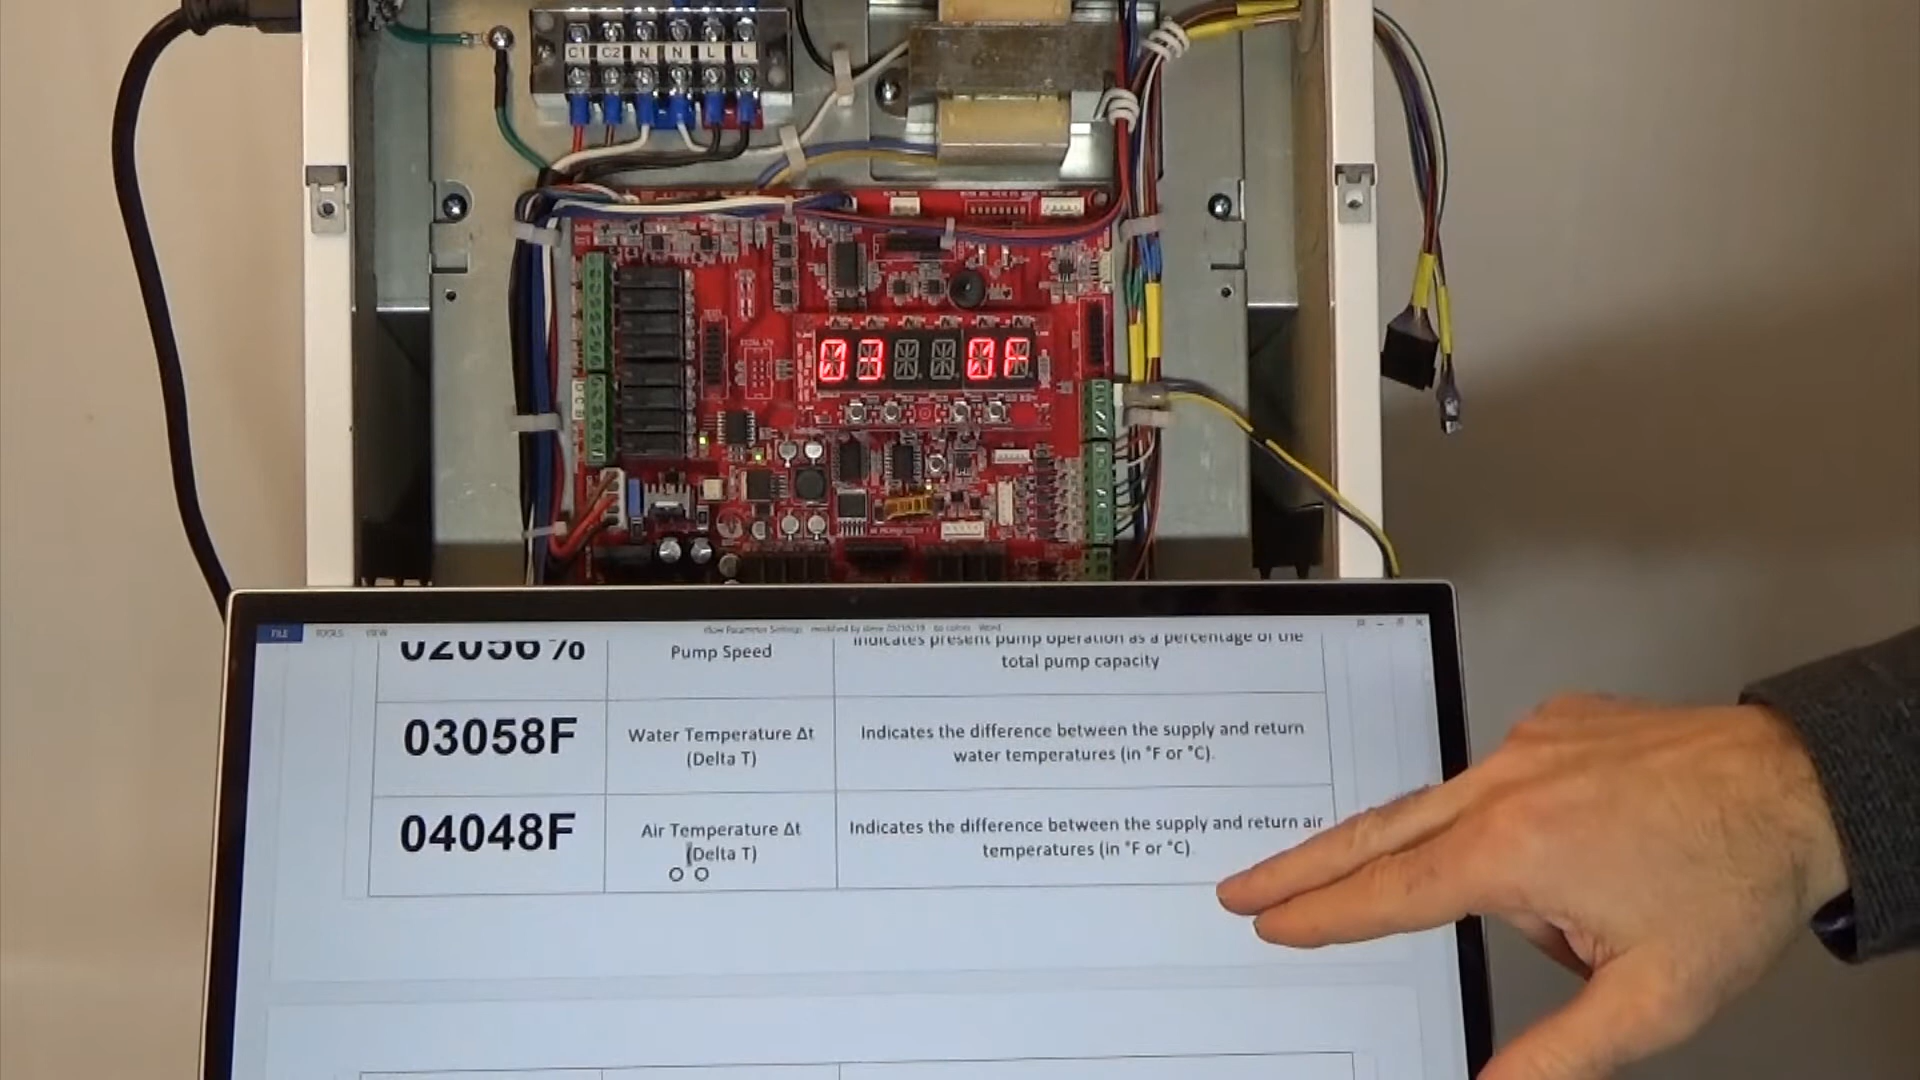 C1 C2 N N L L
03 0F
FILE TOOLS VIEW
02056% Pump Speed Indicates present pump operation as a percentage of the
total pump capacity
03058F Water Temperature Δt
(Delta T)
Indicates the difference between the supply and return
water temperatures (in °F or °C).
04048F Air Temperature Δt
(Delta T)
Indicates the difference between the supply and return air
temperatures (in °F or °C).